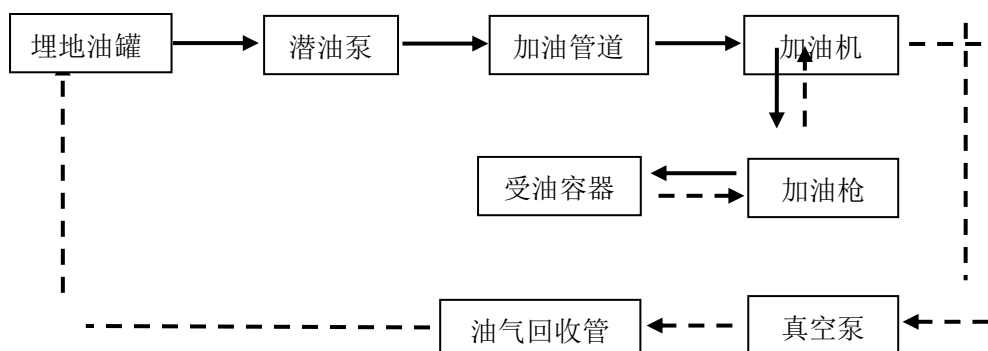 埋地油罐
潜油泵
加油管道
加油机
受油容器
加油枪
油气回收管
真空泵